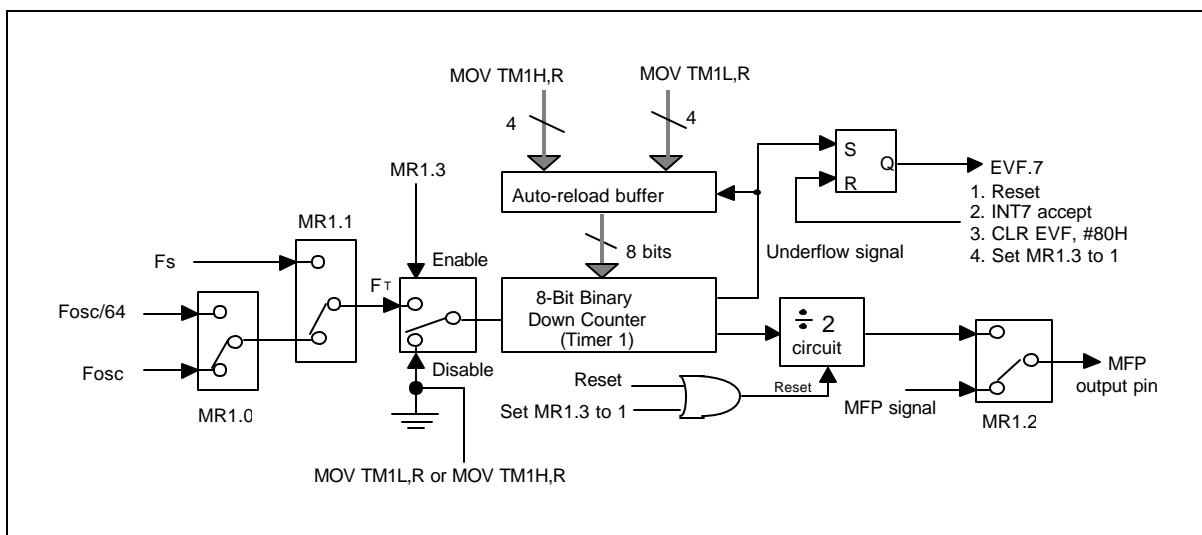 MOV TM1H,R
MOV TM1L,R
4
4
S
Q
R
EVF.7
1. Reset
2. INT7 accept
3. CLR EVF, #80H
4. Set MR1.3 to 1
MR1.3
Auto-reload buffer
MR1.1
8 bits
Underflow signal
Fs
Enable
FT
Fosc/64
8-Bit Binary
Down Counter
(Timer 1)
÷ 2
circuit
Fosc
Disable
MFP
output pin
Reset
Reset
MR1.0
Set MR1.3 to 1
MFP signal
MR1.2
MOV TM1L,R or MOV TM1H,R